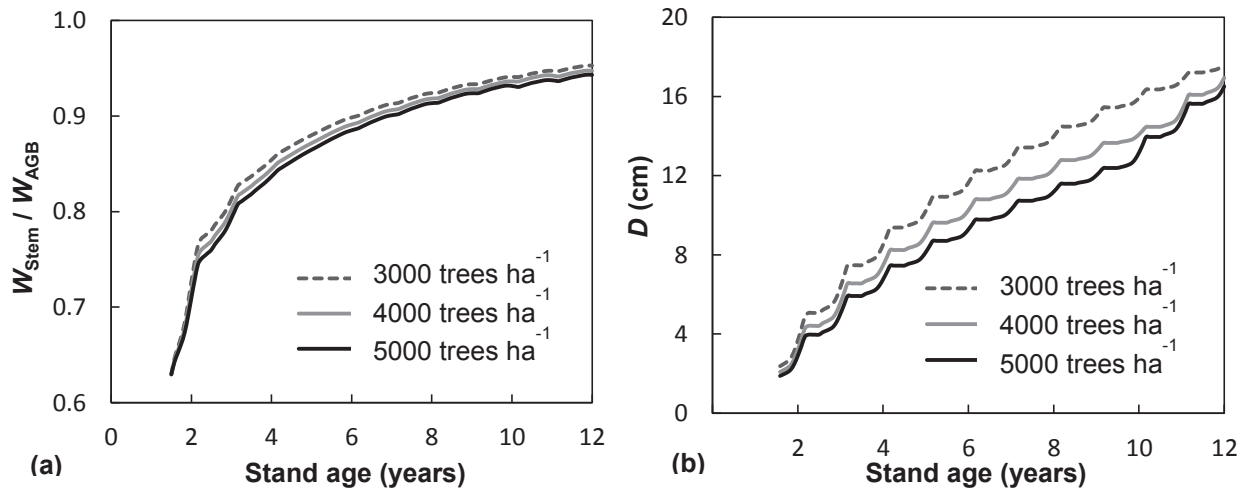 1.0
0.9
0.8
0.7
0.6
W_Stem / W_AGB
3000 trees ha⁻¹
4000 trees ha⁻¹
5000 trees ha⁻¹
0 2 4 6 8 10 12
(a) Stand age (years)
20
16
12
8
4
0
D (cm)
3000 trees ha⁻¹
4000 trees ha⁻¹
5000 trees ha⁻¹
2 4 6 8 10 12
(b) Stand age (years)